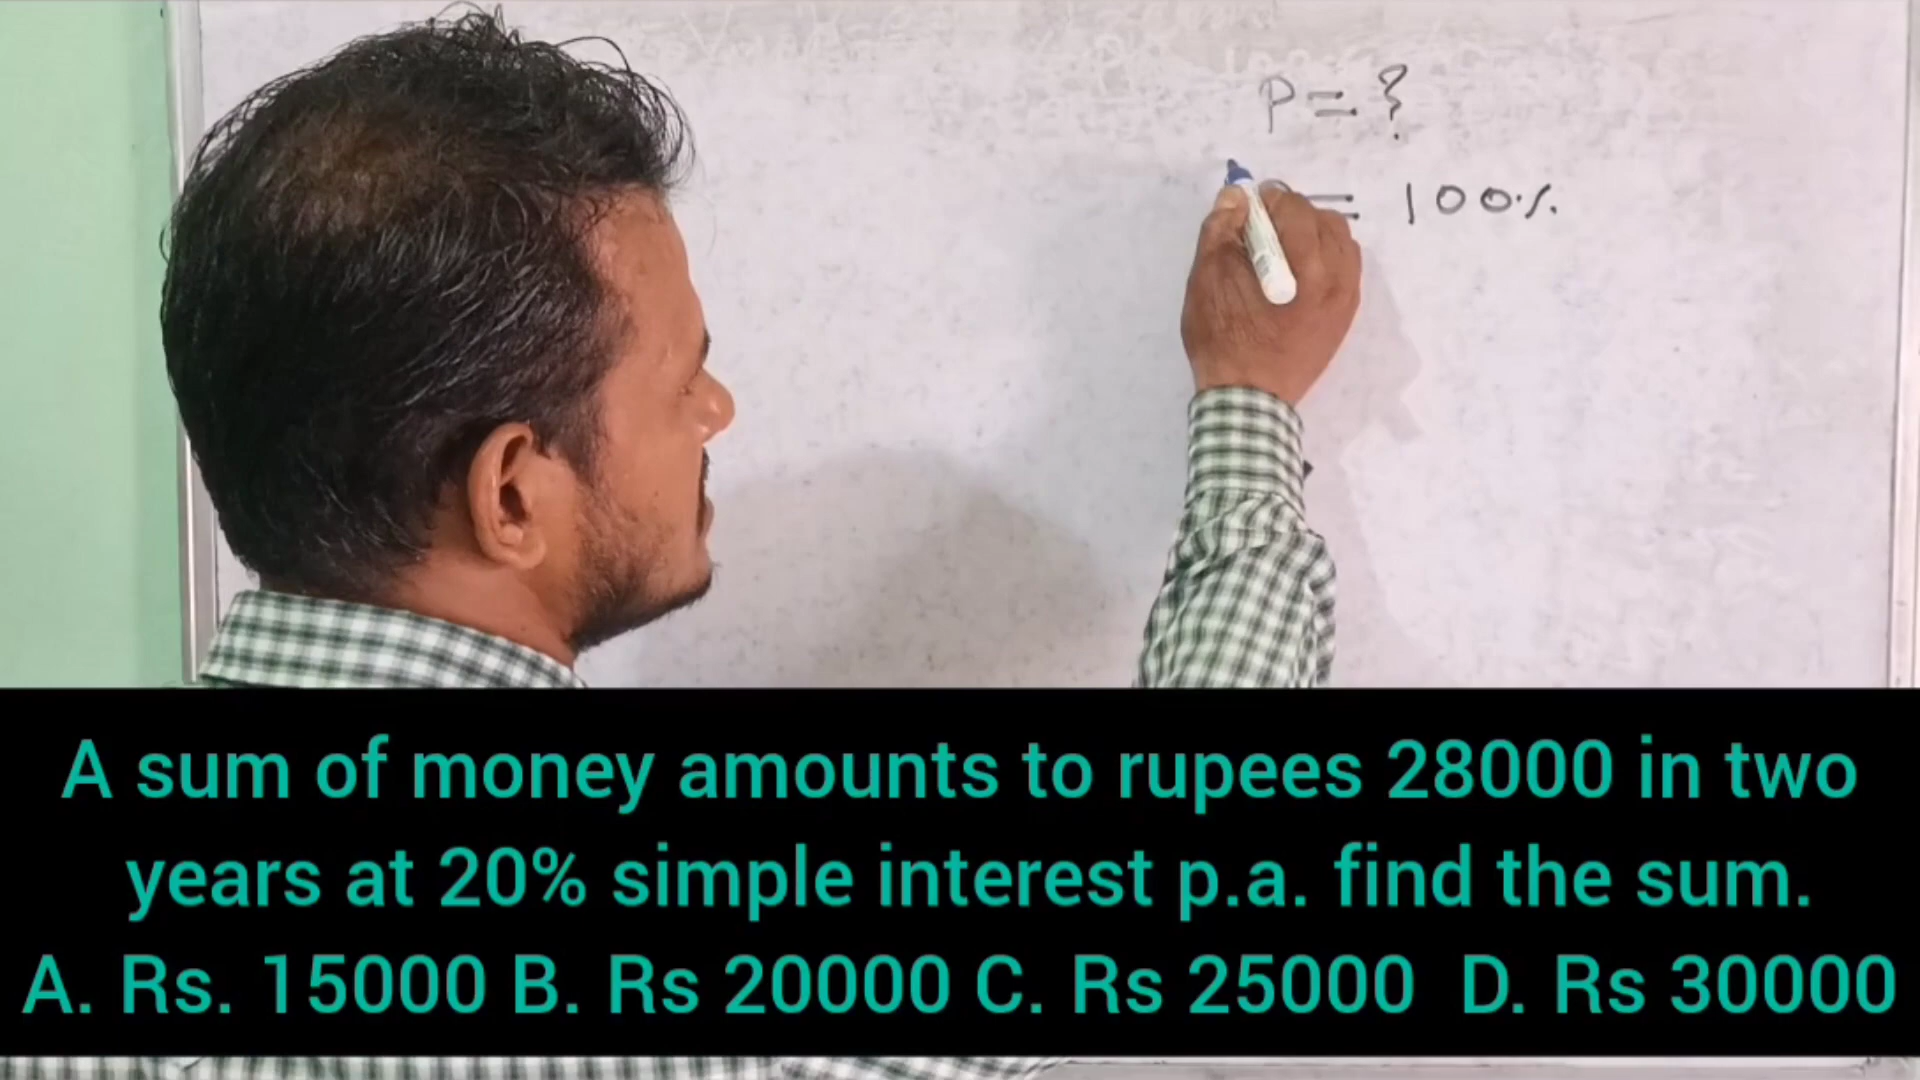 P = ?
= 100%
A sum of money amounts to rupees 28000 in two
years at 20% simple interest p.a. find the sum.
A. Rs. 15000 B. Rs 20000 C. Rs 25000 D. Rs 30000